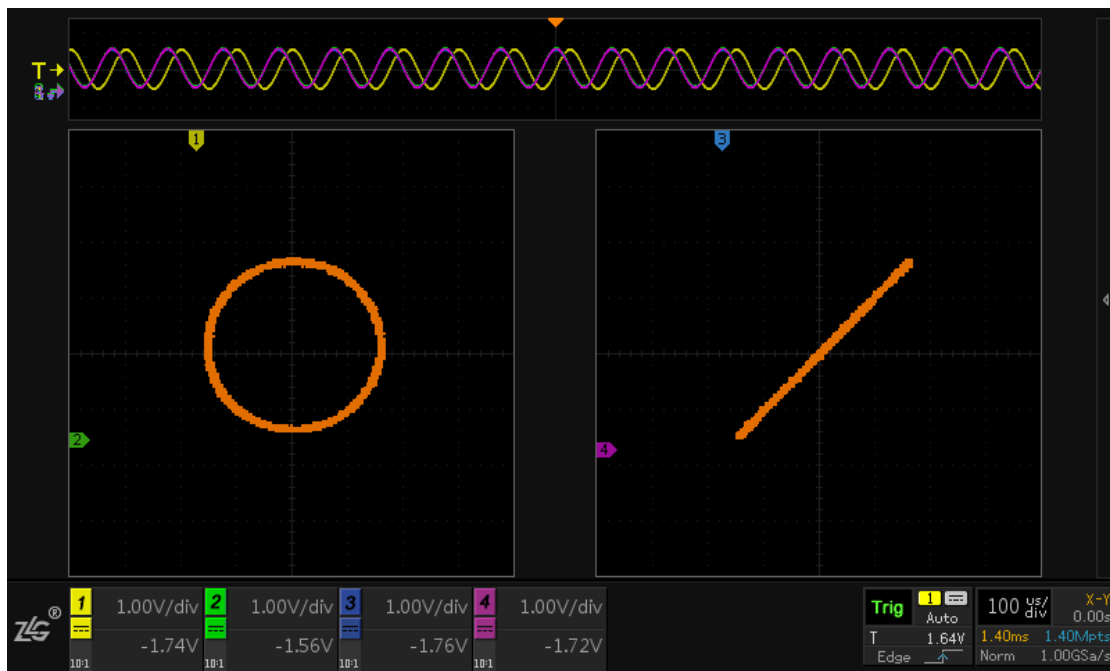 T
1
3
2
4
ZLG®
1 1.00V/div 2 1.00V/div 3 1.00V/div 4 1.00V/div
-1.74V -1.56V -1.76V -1.72V
10:1 10:1 10:1 10:1
Trig 1 Auto
T 1.64V
Edge
100 us/div X-Y
0.00s
1.40ms 1.40Mpts
Norm 1.00GSa/s